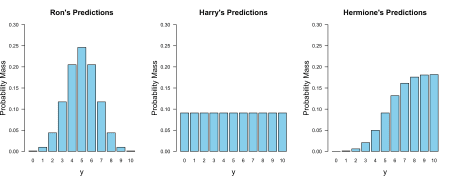 Ron's Predictions
Probability Mass
0.30
0.25
0.20
0.15
0.10
0.05
0.00
0 1 2 3 4 5 6 7 8 9 10
y
Harry's Predictions
Probability Mass
0.30
0.25
0.20
0.15
0.10
0.05
0.00
0 1 2 3 4 5 6 7 8 9 10
y
Hermione's Predictions
Probability Mass
0.30
0.25
0.20
0.15
0.10
0.05
0.00
0 1 2 3 4 5 6 7 8 9 10
y